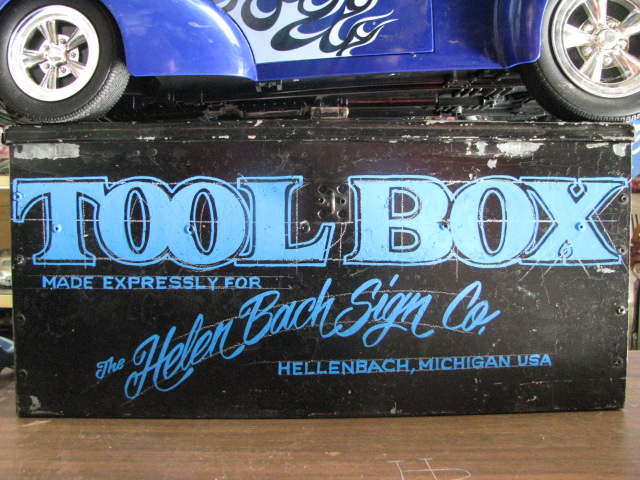 TOOL BOX
MADE EXPRESSLY FOR
The Helen Bach Sign Co.
HELLENBACH, MICHIGAN USA